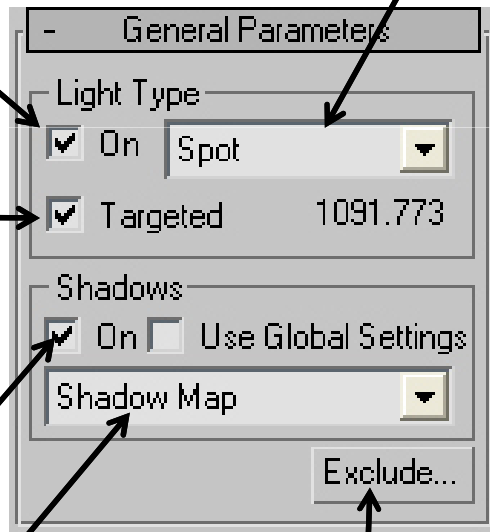 - General Parameters
Light Type
On Spot
Targeted 1091.773
Shadows
On Use Global Settings
Shadow Map
Exclude...